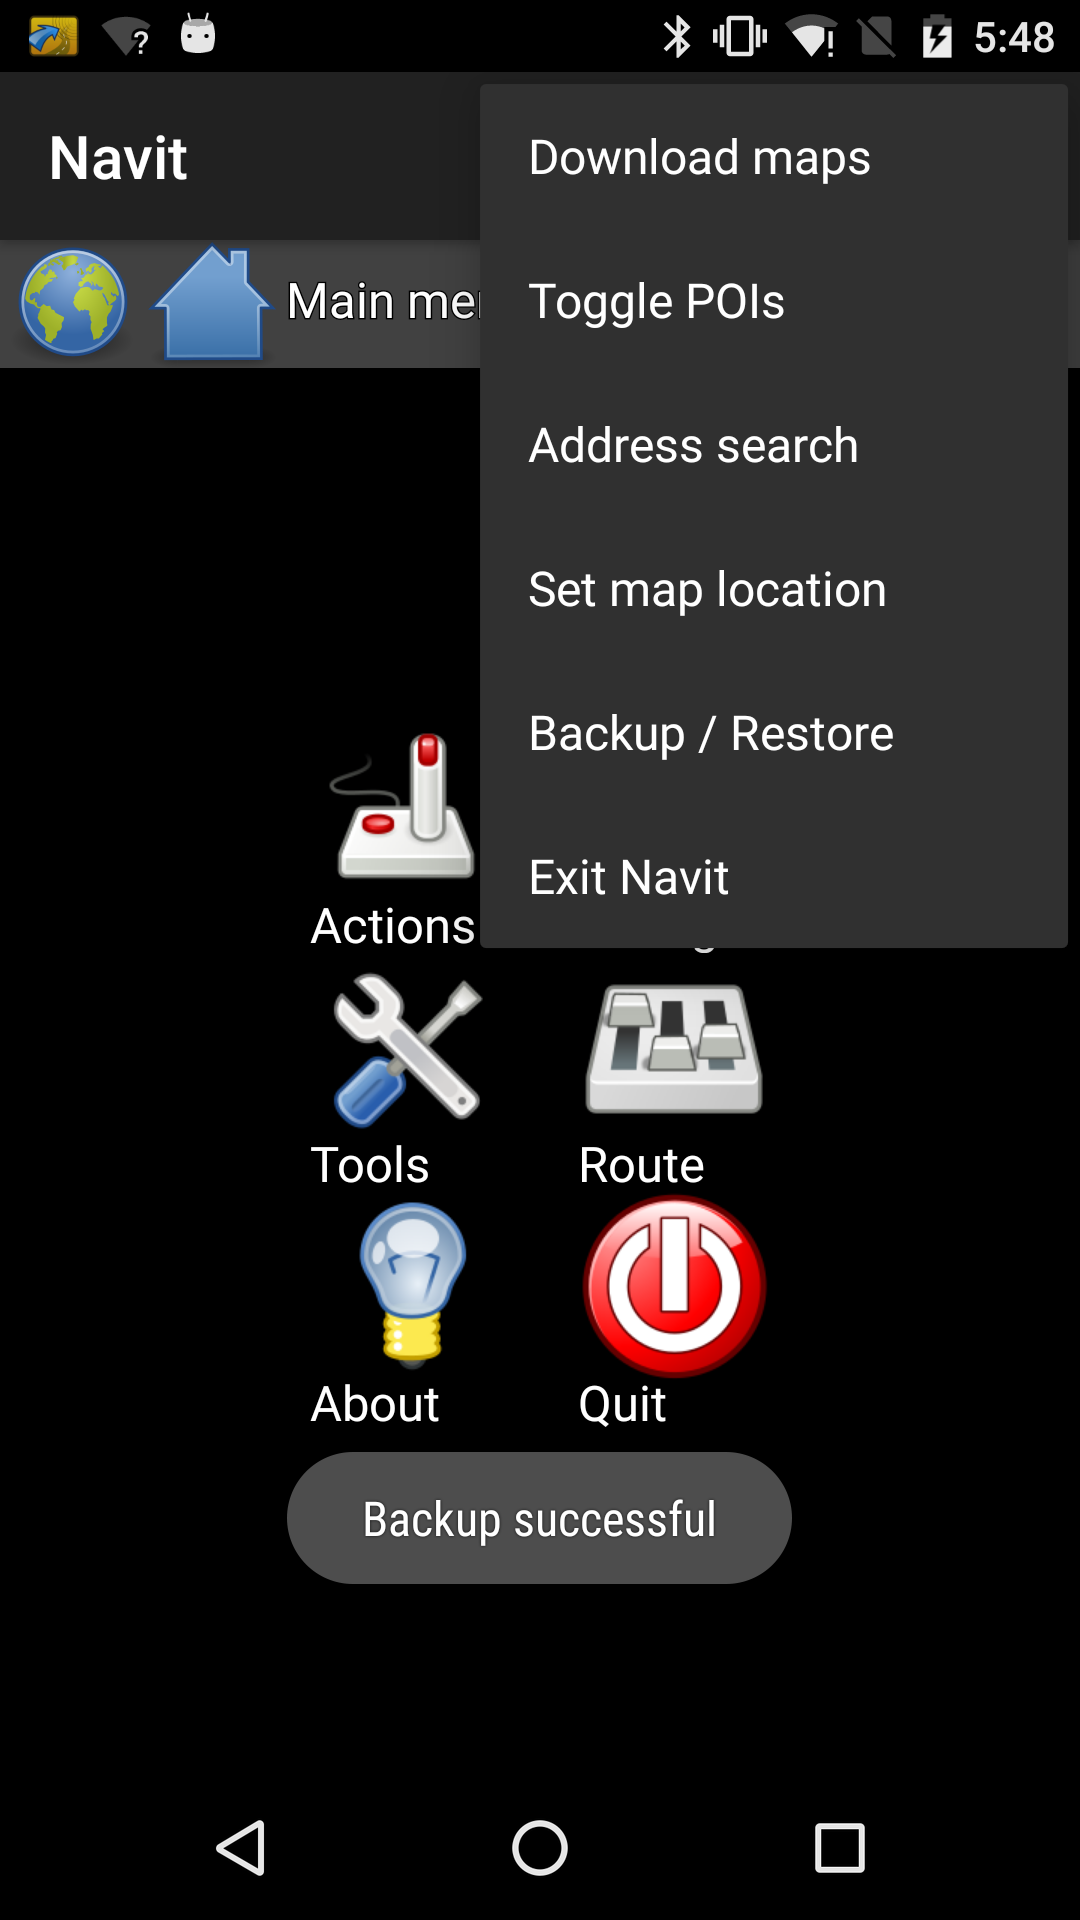 5:48
Navit
Download maps
Main me
Toggle POIs
Address search
Set map location
Backup / Restore
Exit Navit
Actions
Tools
Route
About
Quit
Backup successful